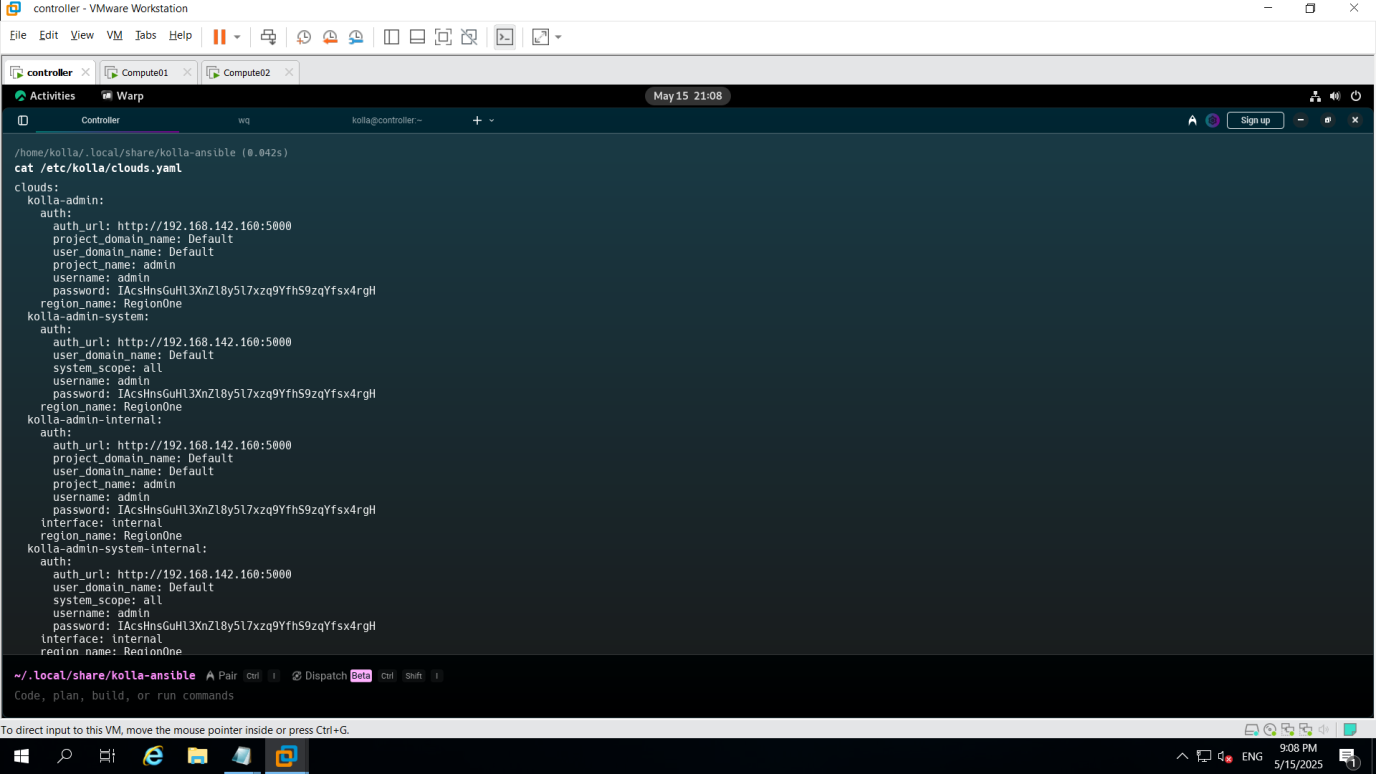 controller - VMware Workstation
File Edit View VM Tabs Help
controller Compute01 Compute02
Activities Warp May 15 21:08
Controller wq kolla@controller:~ Sign up
/home/kolla/.local/share/kolla-ansible (0.042s)
cat /etc/kolla/clouds.yaml
clouds:
  kolla-admin:
    auth:
      auth_url: http://192.168.142.160:5000
      project_domain_name: Default
      user_domain_name: Default
      project_name: admin
      username: admin
      password: IAcsHnsGuHl3XnZl8y5l7xzq9YfhS9zqYfsx4rgH
    region_name: RegionOne
  kolla-admin-system:
    auth:
      auth_url: http://192.168.142.160:5000
      user_domain_name: Default
      system_scope: all
      username: admin
      password: IAcsHnsGuHl3XnZl8y5l7xzq9YfhS9zqYfsx4rgH
    region_name: RegionOne
  kolla-admin-internal:
    auth:
      auth_url: http://192.168.142.160:5000
      project_domain_name: Default
      user_domain_name: Default
      project_name: admin
      username: admin
      password: IAcsHnsGuHl3XnZl8y5l7xzq9YfhS9zqYfsx4rgH
    interface: internal
    region_name: RegionOne
  kolla-admin-system-internal:
    auth:
      auth_url: http://192.168.142.160:5000
      user_domain_name: Default
      system_scope: all
      username: admin
      password: IAcsHnsGuHl3XnZl8y5l7xzq9YfhS9zqYfsx4rgH
    interface: internal
    region_name: RegionOne
~/.local/share/kolla-ansible Pair Ctrl I Dispatch Beta Ctrl Shift I
Code, plan, build, or run commands
To direct input to this VM, move the mouse pointer inside or press Ctrl+G.
ENG 9:08 PM
5/15/2025 1